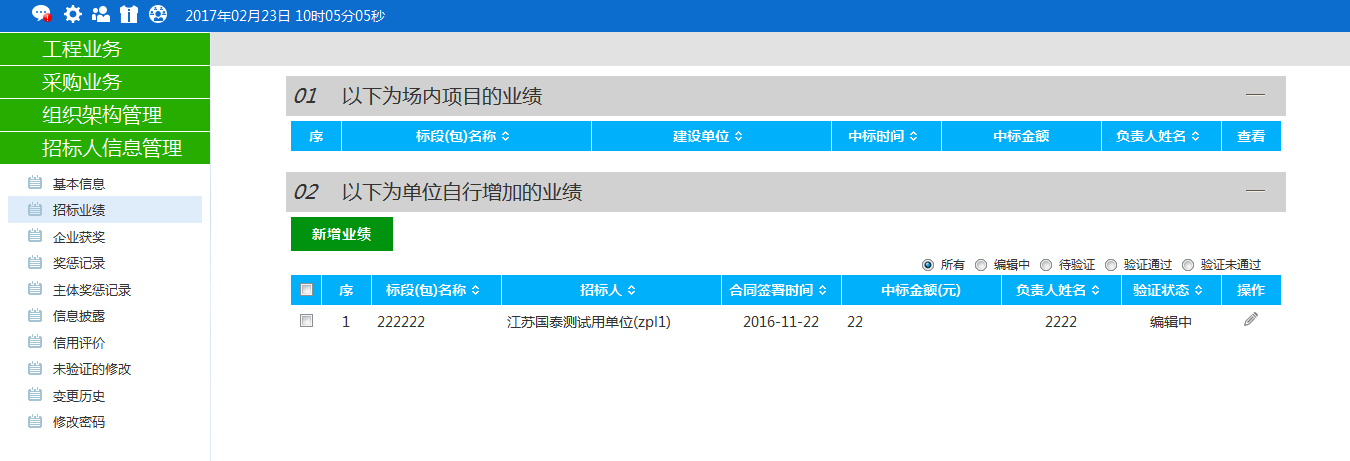 2017年02月23日 10时05分05秒
工程业务
采购业务
组织架构管理
招标人信息管理
基本信息
招标业绩
企业获奖
奖惩记录
主体奖惩记录
信息披露
信用评价
未验证的修改
变更历史
修改密码
01 以下为场内项目的业绩
序 标段(包)名称 建设单位 中标时间 中标金额 负责人姓名 查看
02 以下为单位自行增加的业绩
新增业绩
所有 编辑中 待验证 验证通过 验证未通过
序 标段(包)名称 招标人 合同签署时间 中标金额(元) 负责人姓名 验证状态 操作
1 222222 江苏国泰测试用单位(zpl1) 2016-11-22 22 2222 编辑中